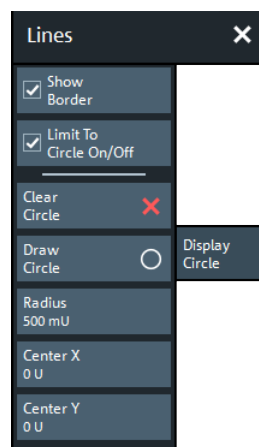 Lines
Show
Border
Limit To
Circle On/Off
Clear
Circle
Draw
Circle
Display
Circle
Radius
500 mU
Center X
0 U
Center Y
0 U